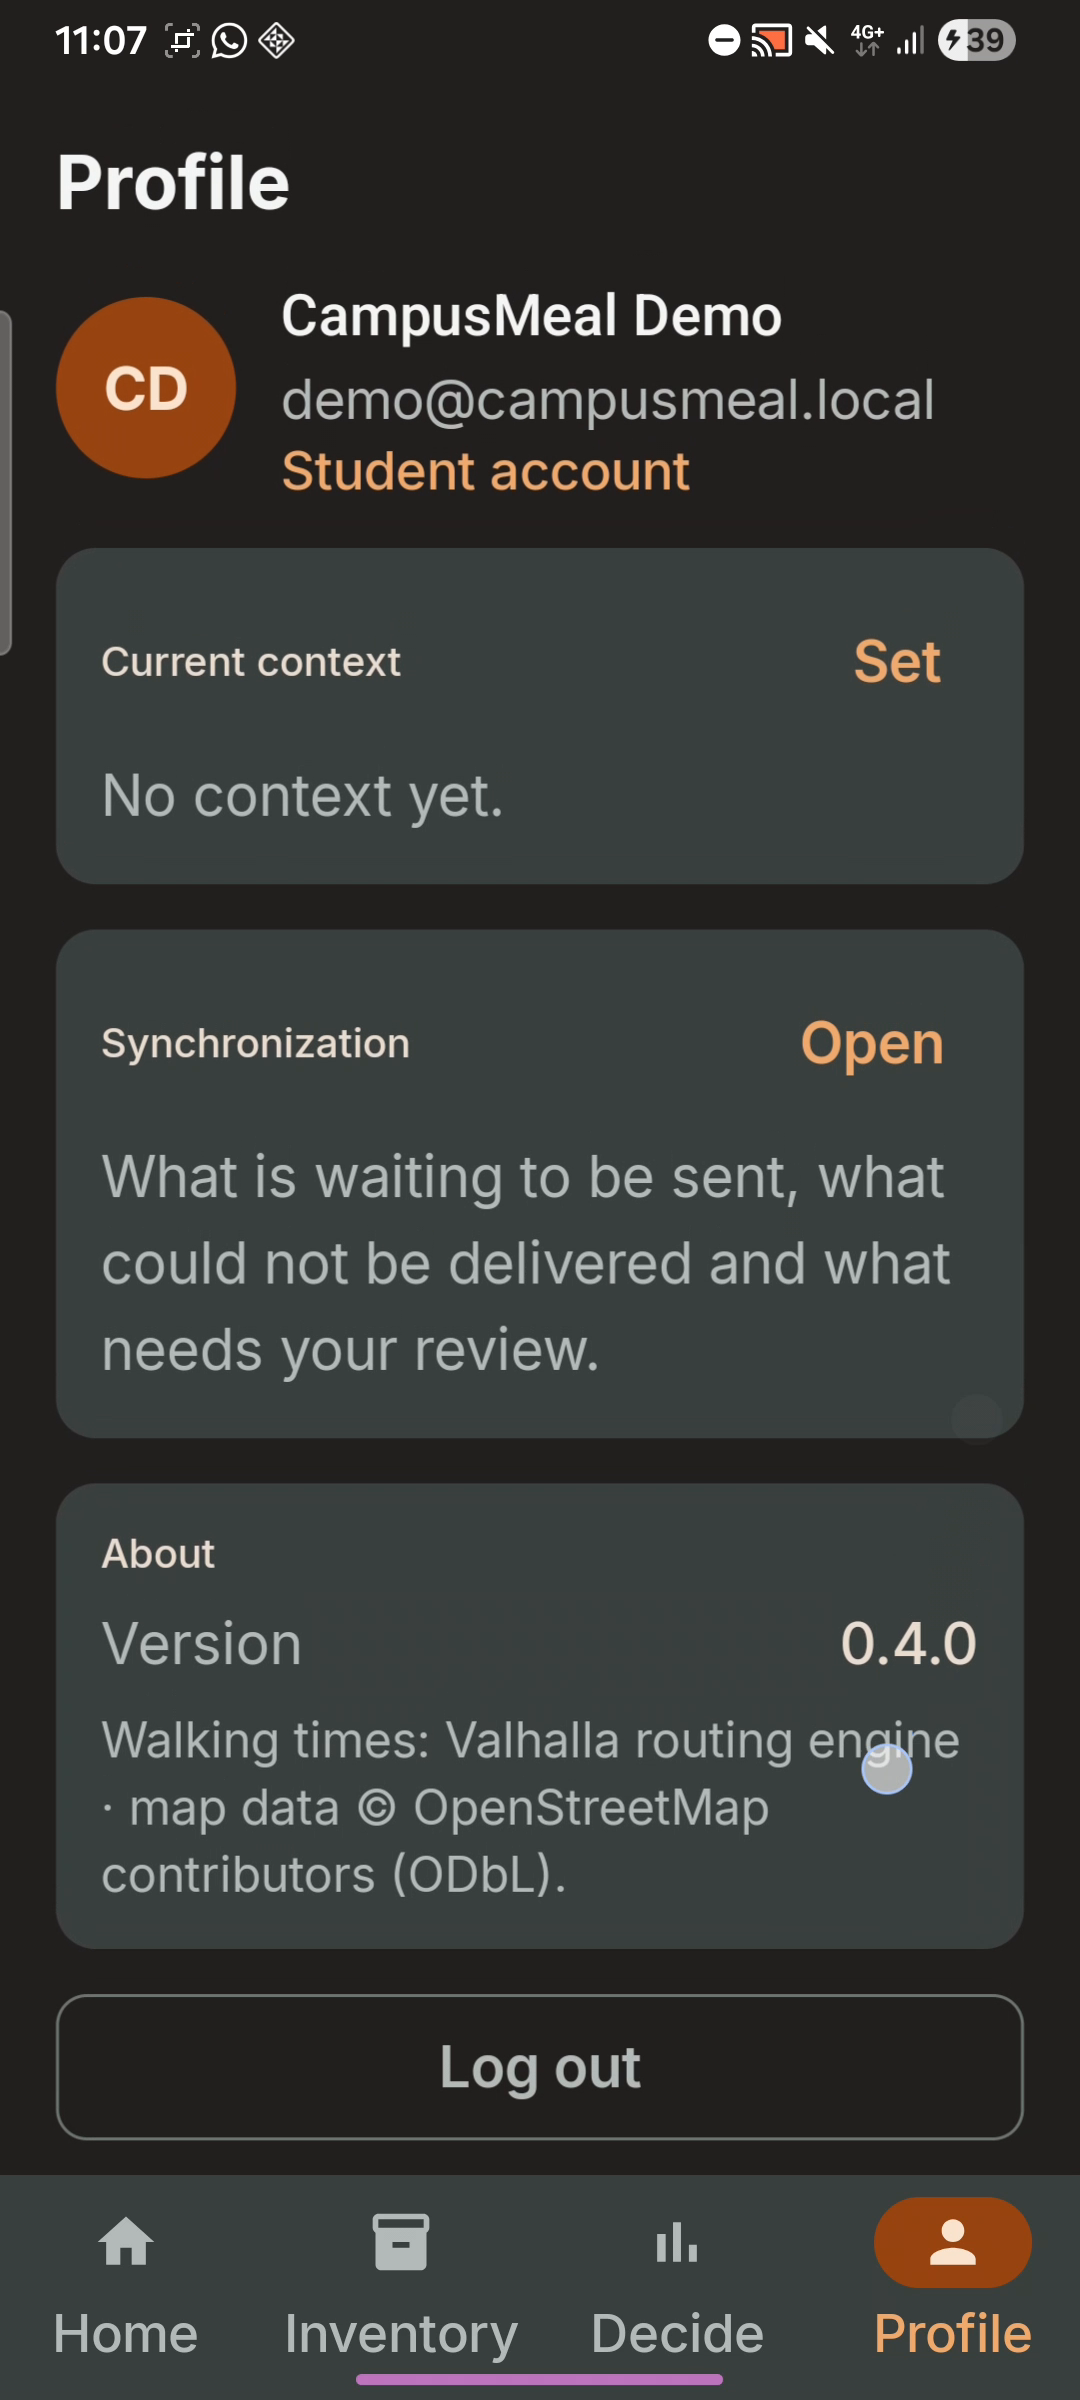 11:07
4G+
39
Profile
CD
CampusMeal Demo
demo@campusmeal.local
Student account
Current context
Set
No context yet.
Synchronization
Open
What is waiting to be sent, what
could not be delivered and what
needs your review.
About
Version
0.4.0
Walking times: Valhalla routing engine
· map data © OpenStreetMap
contributors (ODbL).
Log out
Home
Inventory
Decide
Profile